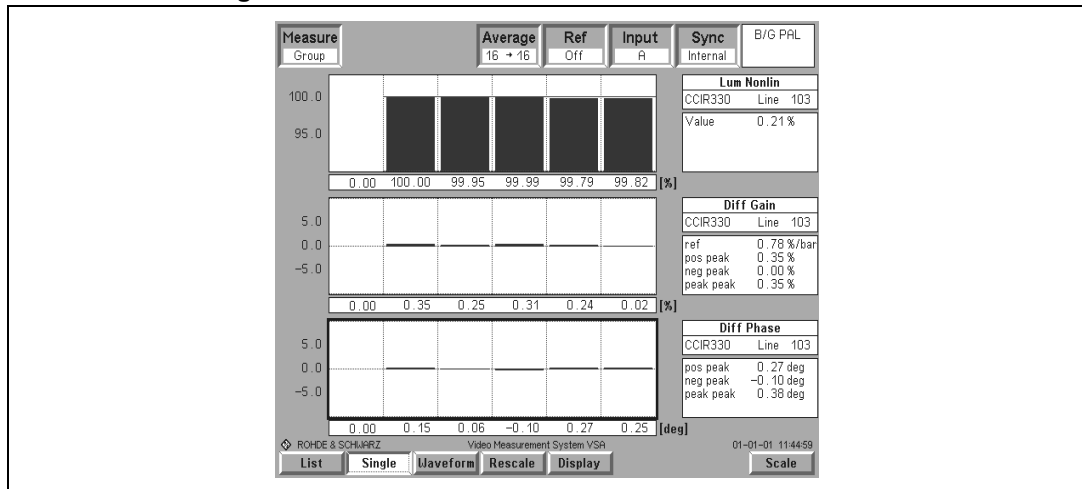 Measure Average Ref Input Sync B/G PAL
Group 16 → 16 Off A Internal
Lum Nonlin
100.0 CCIR330 Line 103
Value 0.21 %
95.0
0.00 100.00 99.95 99.99 99.79 99.82 [%]
Diff Gain
5.0 CCIR330 Line 103
0.0 ref 0.78 %/bar
pos peak 0.35 %
-5.0 neg peak 0.00 %
peak peak 0.35 %
0.00 0.35 0.25 0.31 0.24 0.02 [%]
Diff Phase
5.0 CCIR330 Line 103
0.0 pos peak 0.27 deg
neg peak -0.10 deg
-5.0 peak peak 0.38 deg
0.00 0.15 0.06 -0.10 0.27 0.25 [deg]
ROHDE & SCHWARZ Video Measurement System VSA 01-01-01 11:44:59
List Single Waveform Rescale Display Scale